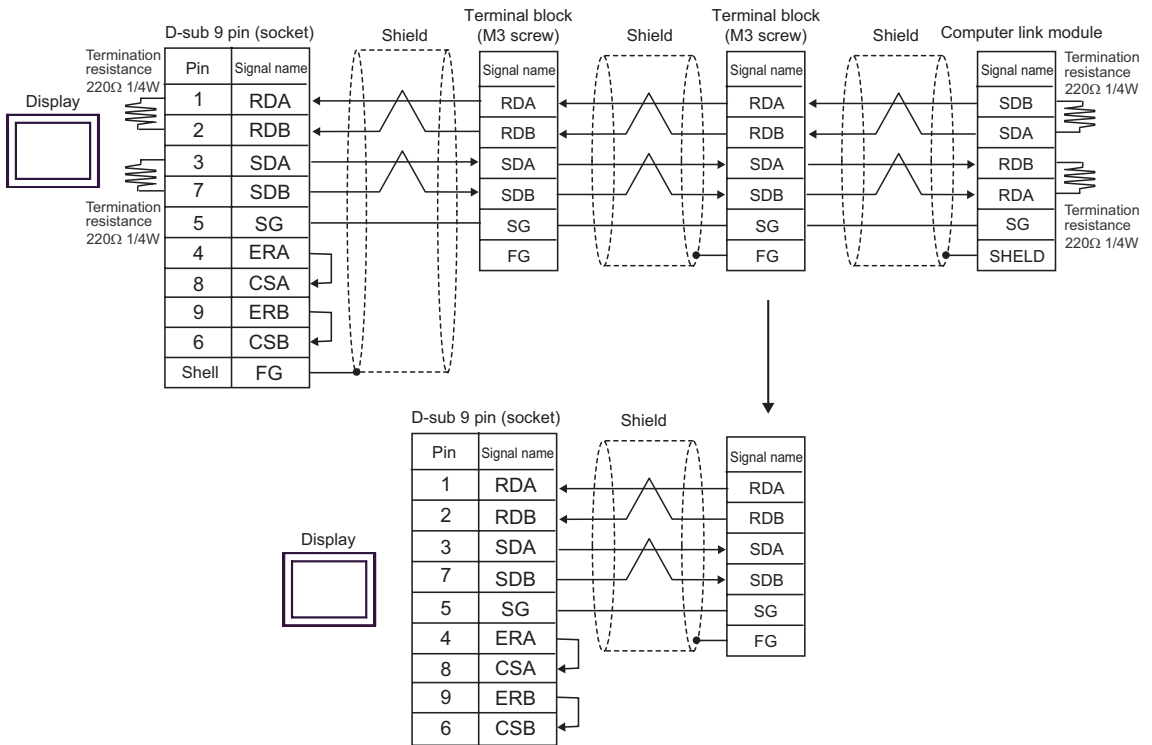 D-sub 9 pin (socket)
Shield
Terminal block
(M3 screw)
Shield
Terminal block
(M3 screw)
Shield
Computer link module
Termination
resistance
220Ω 1/4W
Display
Termination
resistance
220Ω 1/4W
Pin Signal name
1 RDA
2 RDB
3 SDA
7 SDB
5 SG
4 ERA
8 CSA
9 ERB
6 CSB
Shell FG
Signal name
RDA
RDB
SDA
SDB
SG
FG
Signal name
RDA
RDB
SDA
SDB
SG
FG
Signal name
SDB
SDA
RDB
RDA
SG
SHELD
Termination
resistance
220Ω 1/4W
Termination
resistance
220Ω 1/4W
D-sub 9 pin (socket)
Shield
Display
Pin Signal name
1 RDA
2 RDB
3 SDA
7 SDB
5 SG
4 ERA
8 CSA
9 ERB
6 CSB
Signal name
RDA
RDB
SDA
SDB
SG
FG